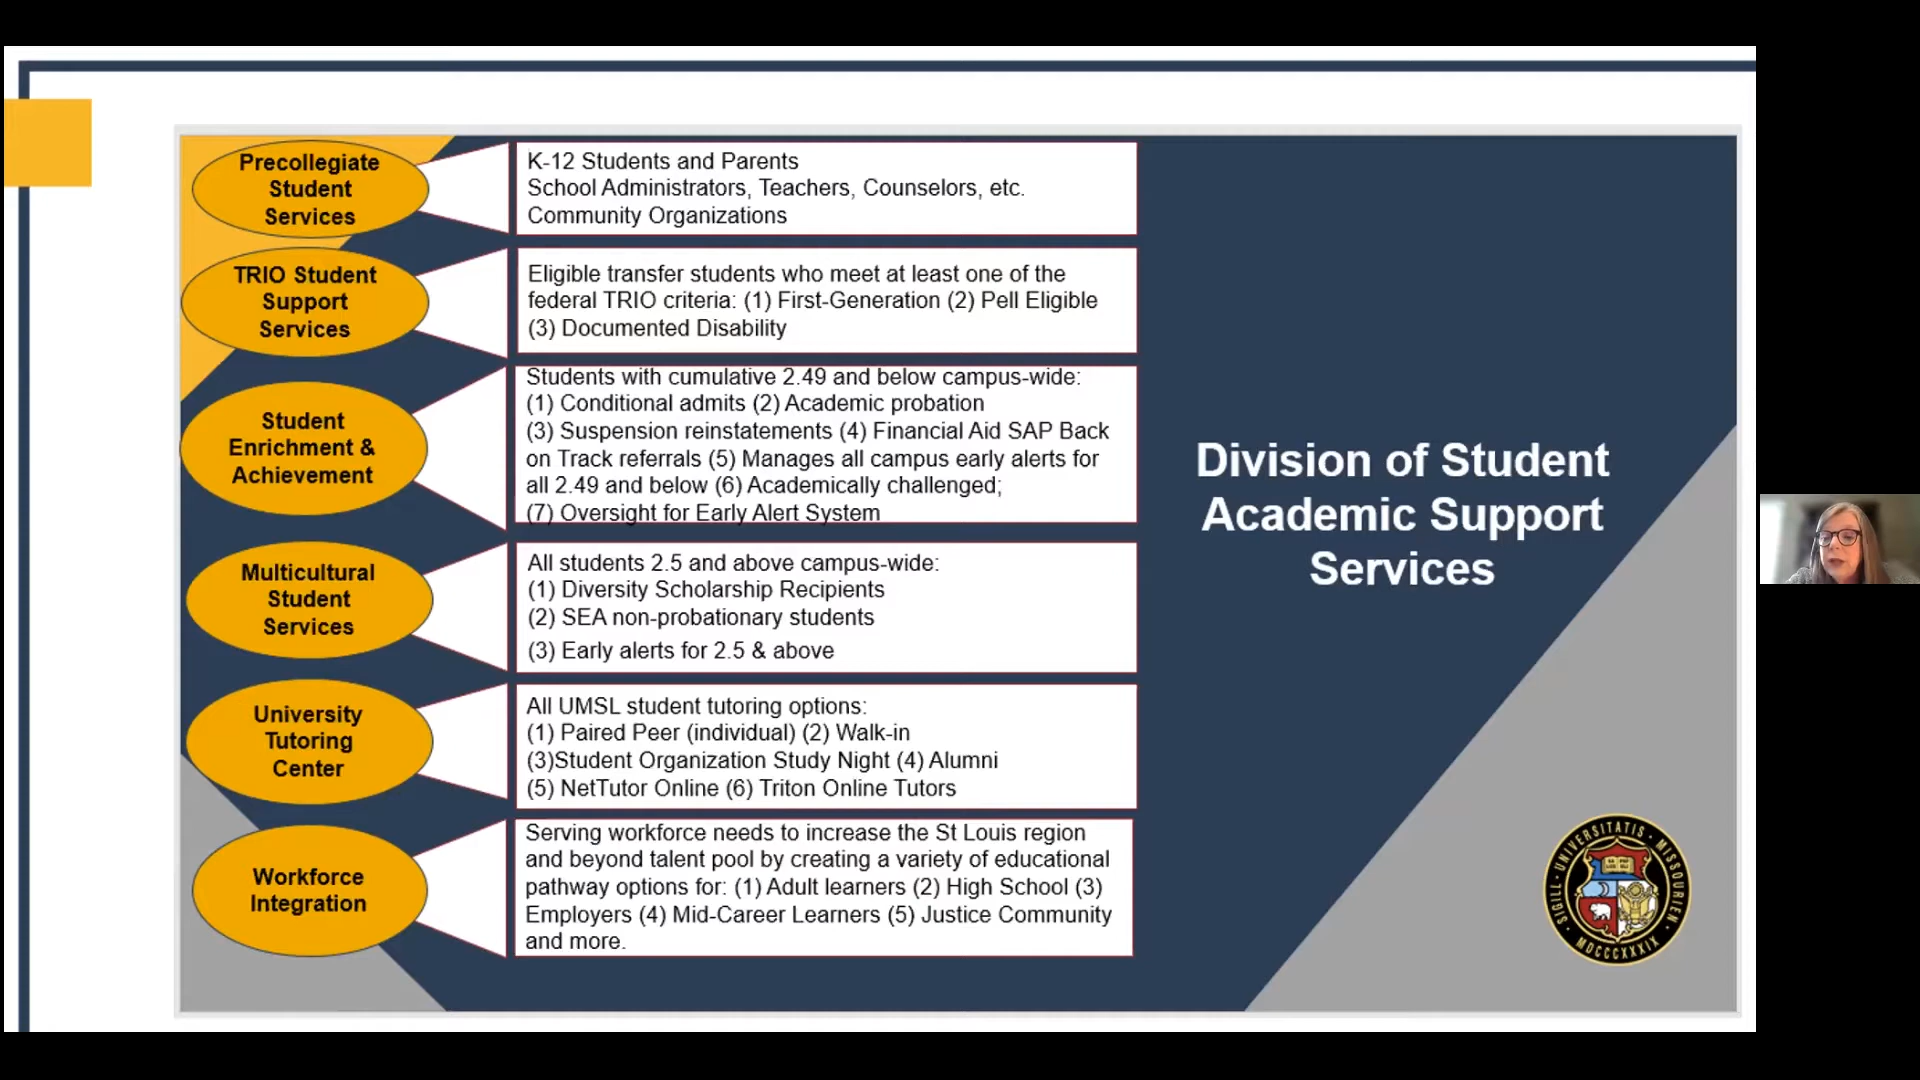 Precollegiate
Student
Services
K-12 Students and Parents
School Administrators, Teachers, Counselors, etc.
Community Organizations
TRIO Student
Support
Services
Eligible transfer students who meet at least one of the
federal TRIO criteria: (1) First-Generation (2) Pell Eligible
(3) Documented Disability
Student
Enrichment &
Achievement
Students with cumulative 2.49 and below campus-wide:
(1) Conditional admits (2) Academic probation
(3) Suspension reinstatements (4) Financial Aid SAP Back
on Track referrals (5) Manages all campus early alerts for
all 2.49 and below (6) Academically challenged;
(7) Oversight for Early Alert System
Multicultural
Student
Services
All students 2.5 and above campus-wide:
(1) Diversity Scholarship Recipients
(2) SEA non-probationary students
(3) Early alerts for 2.5 & above
University
Tutoring
Center
All UMSL student tutoring options:
(1) Paired Peer (individual) (2) Walk-in
(3)Student Organization Study Night (4) Alumni
(5) NetTutor Online (6) Triton Online Tutors
Workforce
Integration
Serving workforce needs to increase the St Louis region
and beyond talent pool by creating a variety of educational
pathway options for: (1) Adult learners (2) High School (3)
Employers (4) Mid-Career Learners (5) Justice Community
and more.
Division of Student
Academic Support
Services
SIGILL · UNIVERSITATIS · MISSOURIEN
MDCCCXXXIX